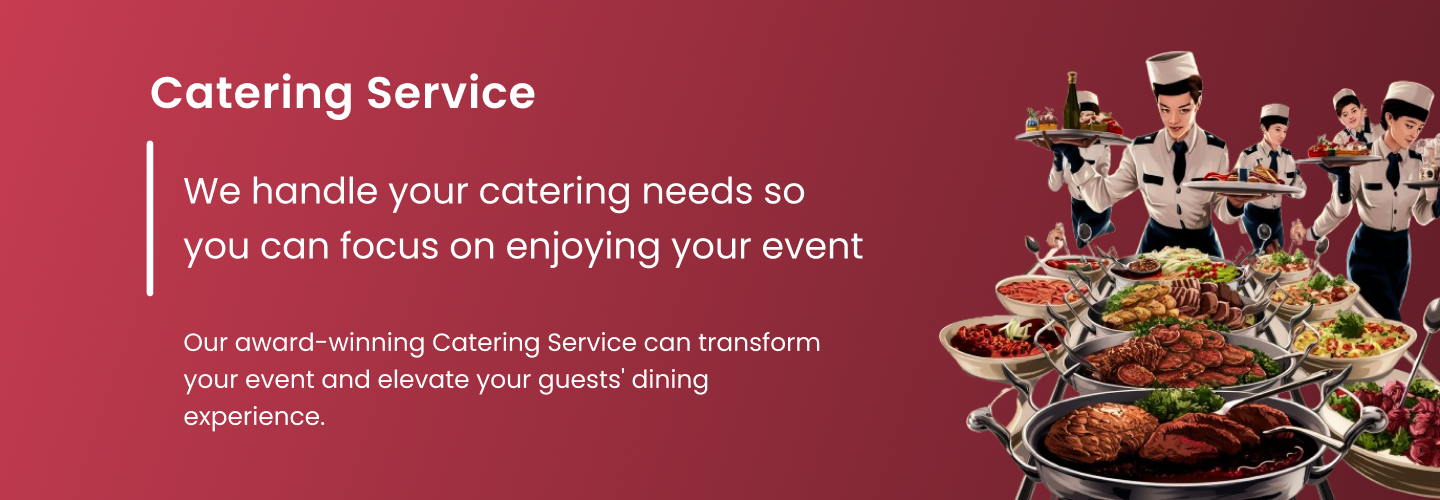 Catering Service
We handle your catering needs so
you can focus on enjoying your event
Our award-winning Catering Service can transform
your event and elevate your guests' dining
experience.